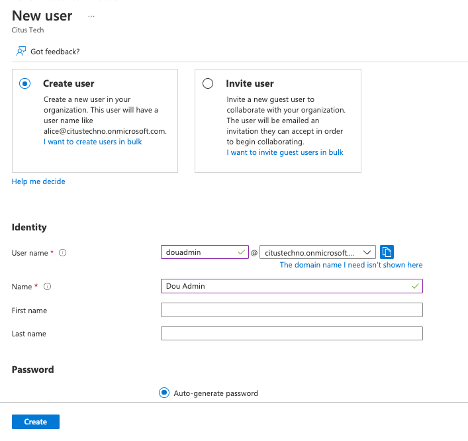 New user ...
Citus Tech
Got feedback?
Create user
Create a new user in your
organization. This user will have a
user name like
alice@citustechno.onmicrosoft.com.
I want to create users in bulk
Invite user
Invite a new guest user to
collaborate with your organization.
The user will be emailed an
invitation they can accept in order
to begin collaborating.
I want to invite guest users in bulk
Help me decide
Identity
User name * douadmin @ citustechno.onmicrosoft...
The domain name I need isn't shown here
Name * Dou Admin
First name
Last name
Password
Auto-generate password
Create